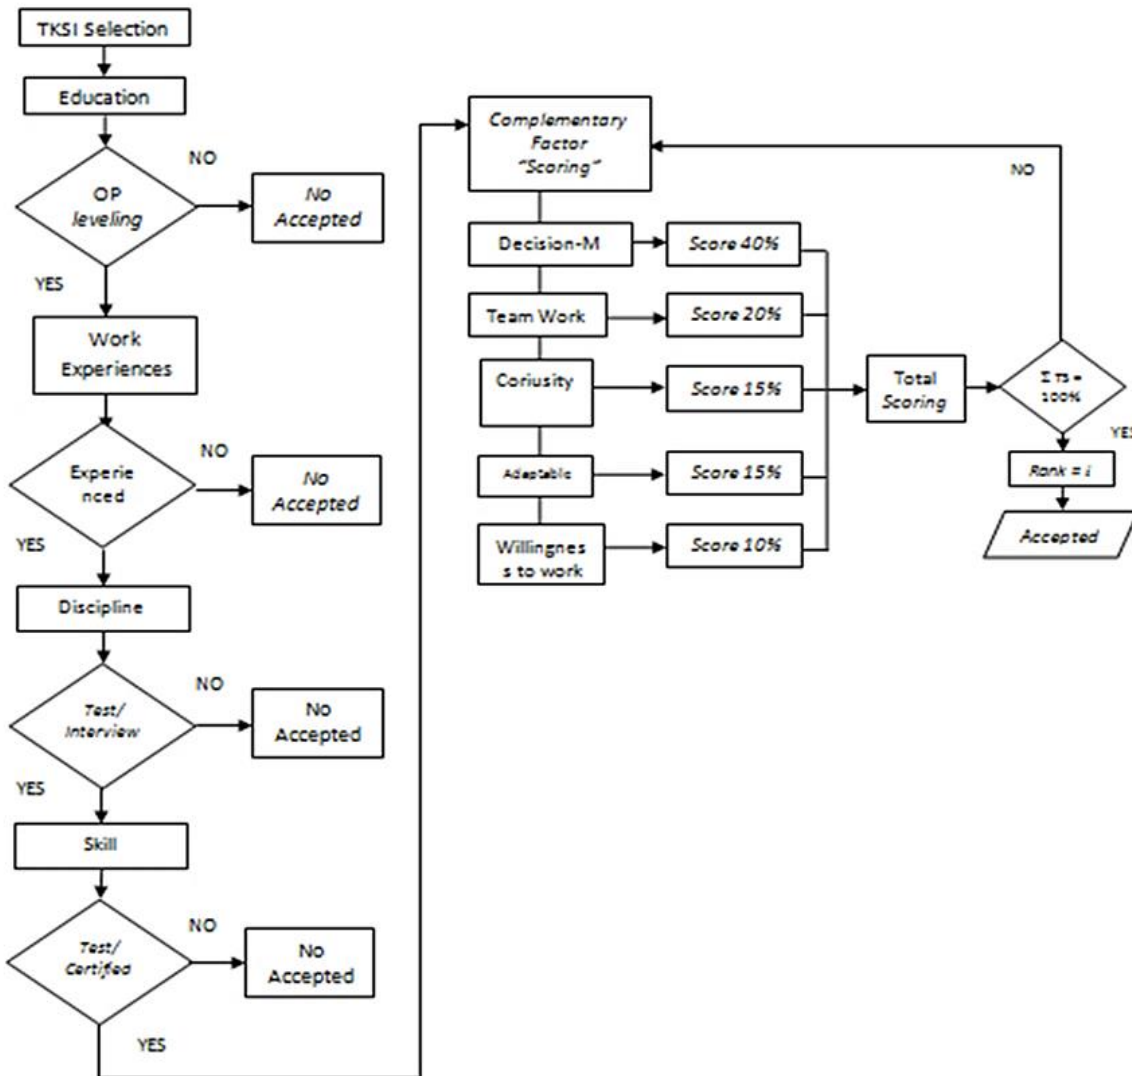 TKSI Selection
Education
OP
leveling
NO
No
Accepted
YES
Work
Experiences
Experie
nced
NO
No
Accepted
YES
Discipline
Test/
Interview
NO
No
Accepted
YES
Skill
Test/
Certified
NO
No
Accepted
YES
Complementary
Factor
"Scoring"
Decision-M
Score 40%
Team Work
Score 20%
Coriusity
Score 15%
Adaptable
Score 15%
Willingnes
s to work
Score 10%
Total
Scoring
Σ TS =
100%
NO
YES
Rank = i
Accepted